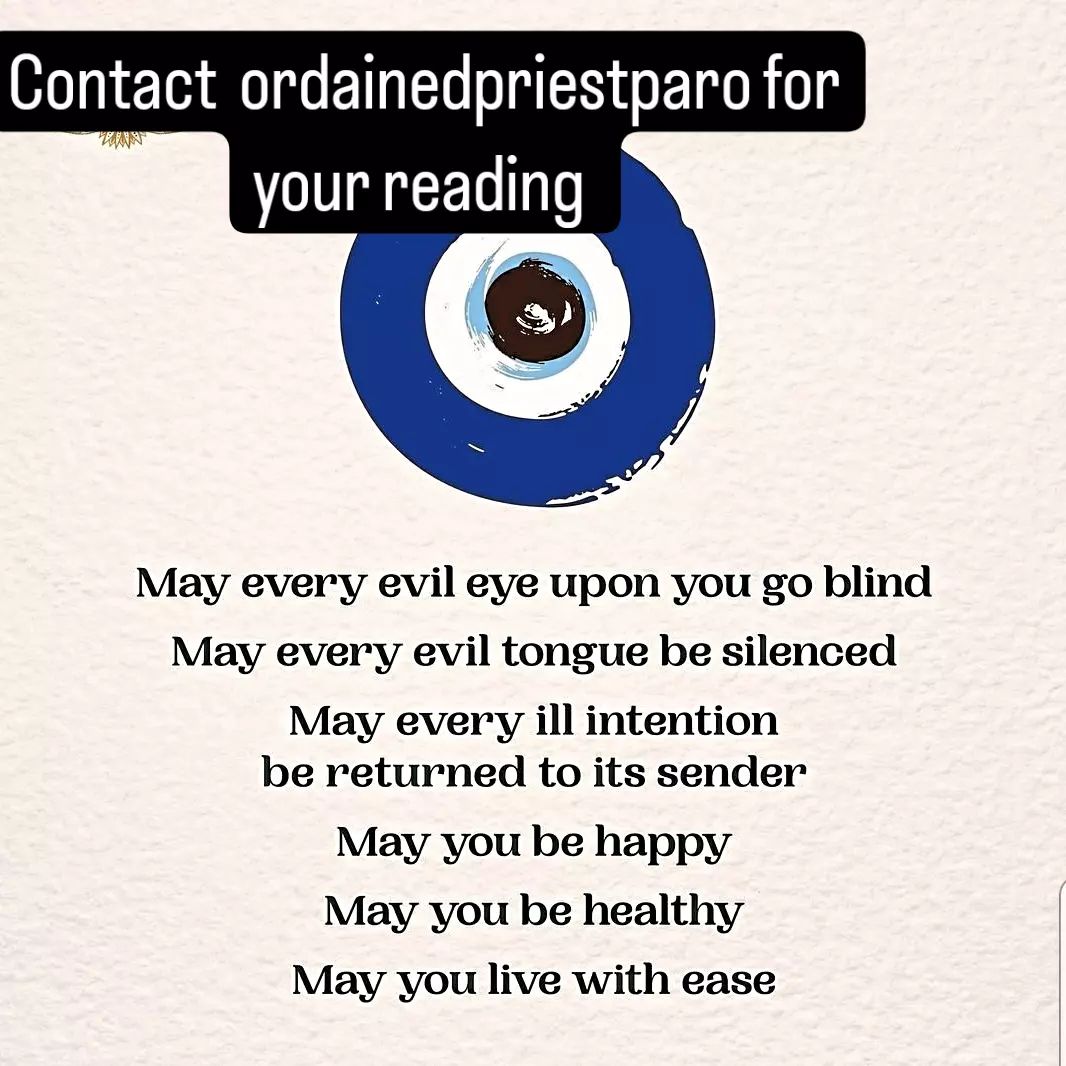 Contact ordainedpriestparo for
your reading
May every evil eye upon you go blind
May every evil tongue be silenced
May every ill intention
be returned to its sender
May you be happy
May you be healthy
May you live with ease